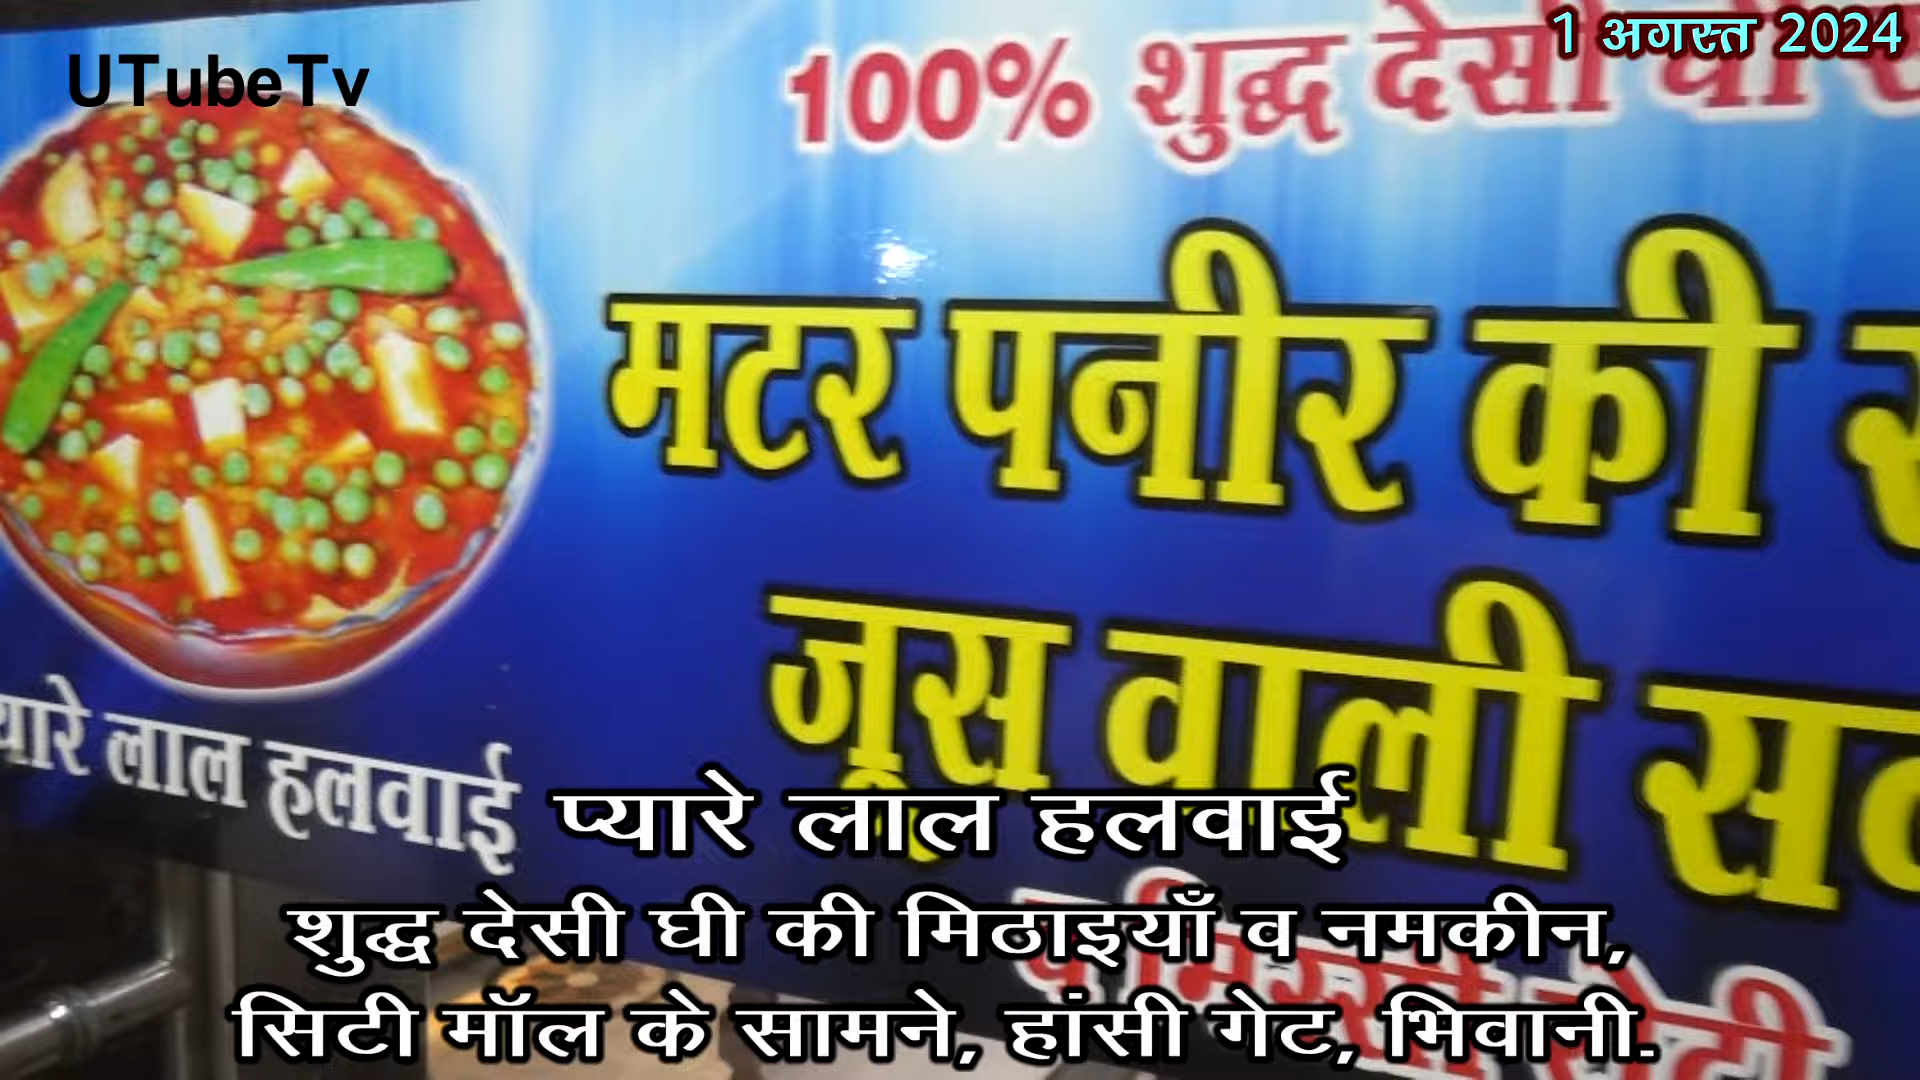 1 अगस्त 2024
UTubeTv
100% शुद्ध देसी घी
मटर पनीर की
जूस वाली
लाल हलवाई
प्यारे लाल हलवाई
शुद्ध देसी घी की मिठाइयाँ व नमकीन,
सिटी मॉल के सामने, हांसी गेट, भिवानी.